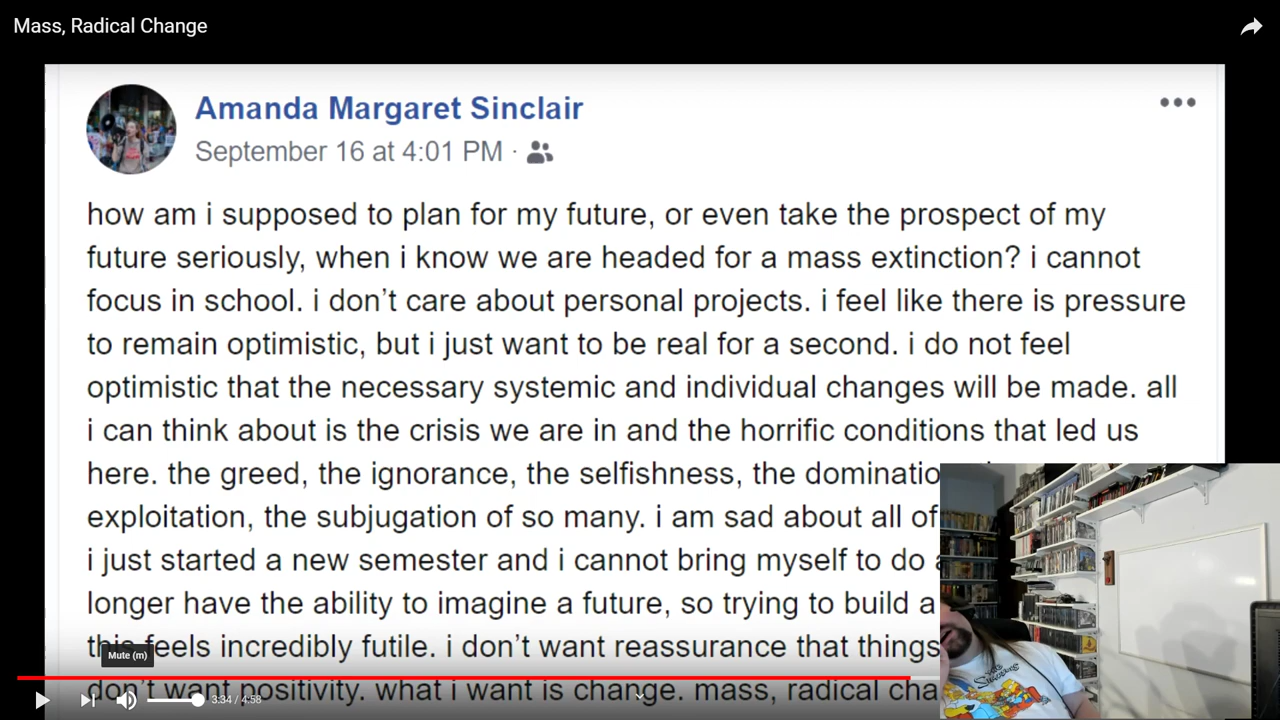 Mass, Radical Change
Amanda Margaret Sinclair
September 16 at 4:01 PM ·
how am i supposed to plan for my future, or even take the prospect of my
future seriously, when i know we are headed for a mass extinction? i cannot
focus in school. i don't care about personal projects. i feel like there is pressure
to remain optimistic, but i just want to be real for a second. i do not feel
optimistic that the necessary systemic and individual changes will be made. all
i can think about is the crisis we are in and the horrific conditions that led us
here. the greed, the ignorance, the selfishness, the
exploitation, the subjugation of so many. i am sad about all of
i just started a new semester and i cannot bring myself to do
longer have the ability to imagine a future, so trying to build a
this feels incredibly futile. i don't want reassurance that things
Mute (m)
don't want positivity. what i want is change. mass, radical
3:34 / 4:58